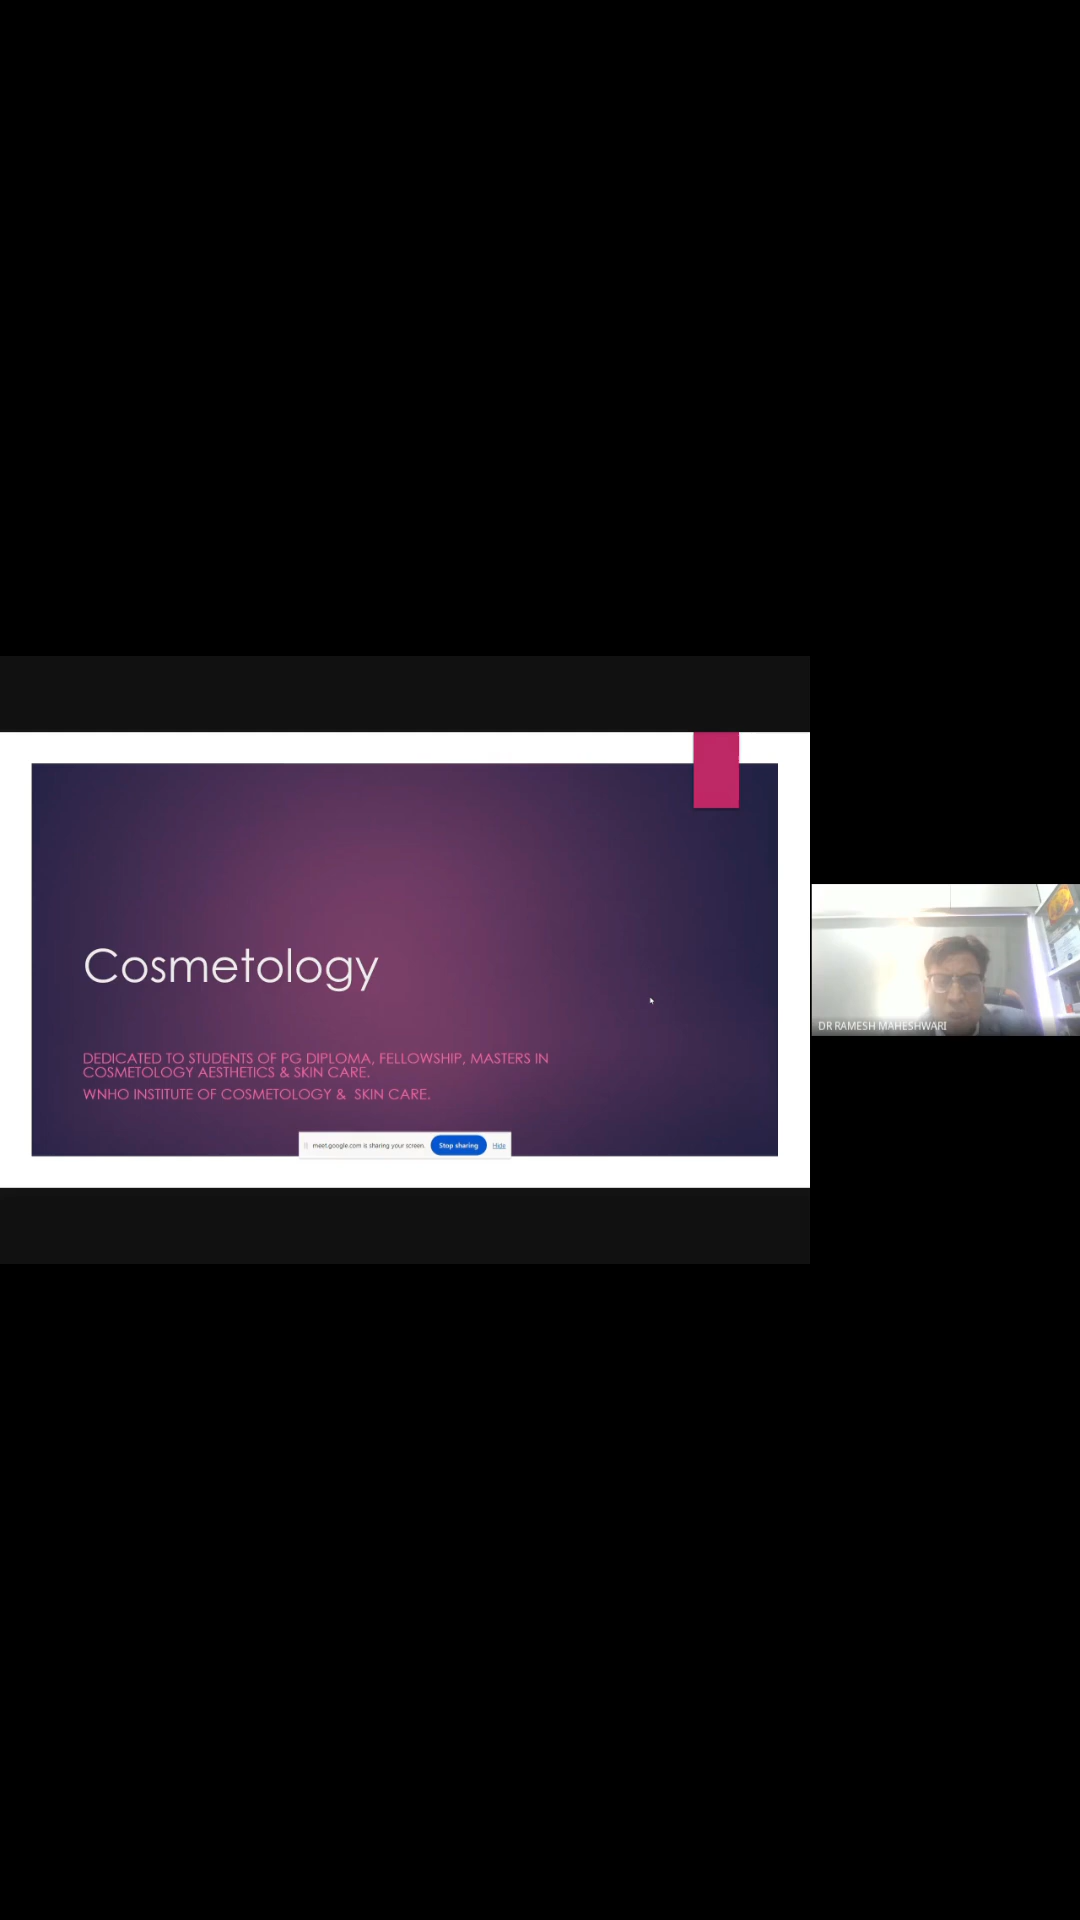 Cosmetology
DEDICATED TO STUDENTS OF PG DIPLOMA, FELLOWSHIP, MASTERS IN
COSMETOLOGY AESTHETICS & SKIN CARE.
WNHO INSTITUTE OF COSMETOLOGY & SKIN CARE.
meet.google.com is sharing your screen. Stop sharing Hide
DR RAMESH MAHESHWARI